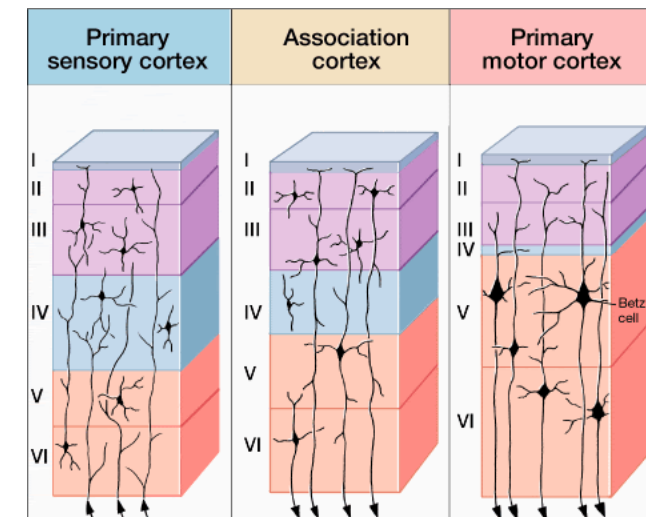 Primary
sensory cortex
Association
cortex
Primary
motor cortex
I
II
III
IV
V
VI
I
II
III
IV
V
VI
I
II
III
IV
V
VI
Betz
cell